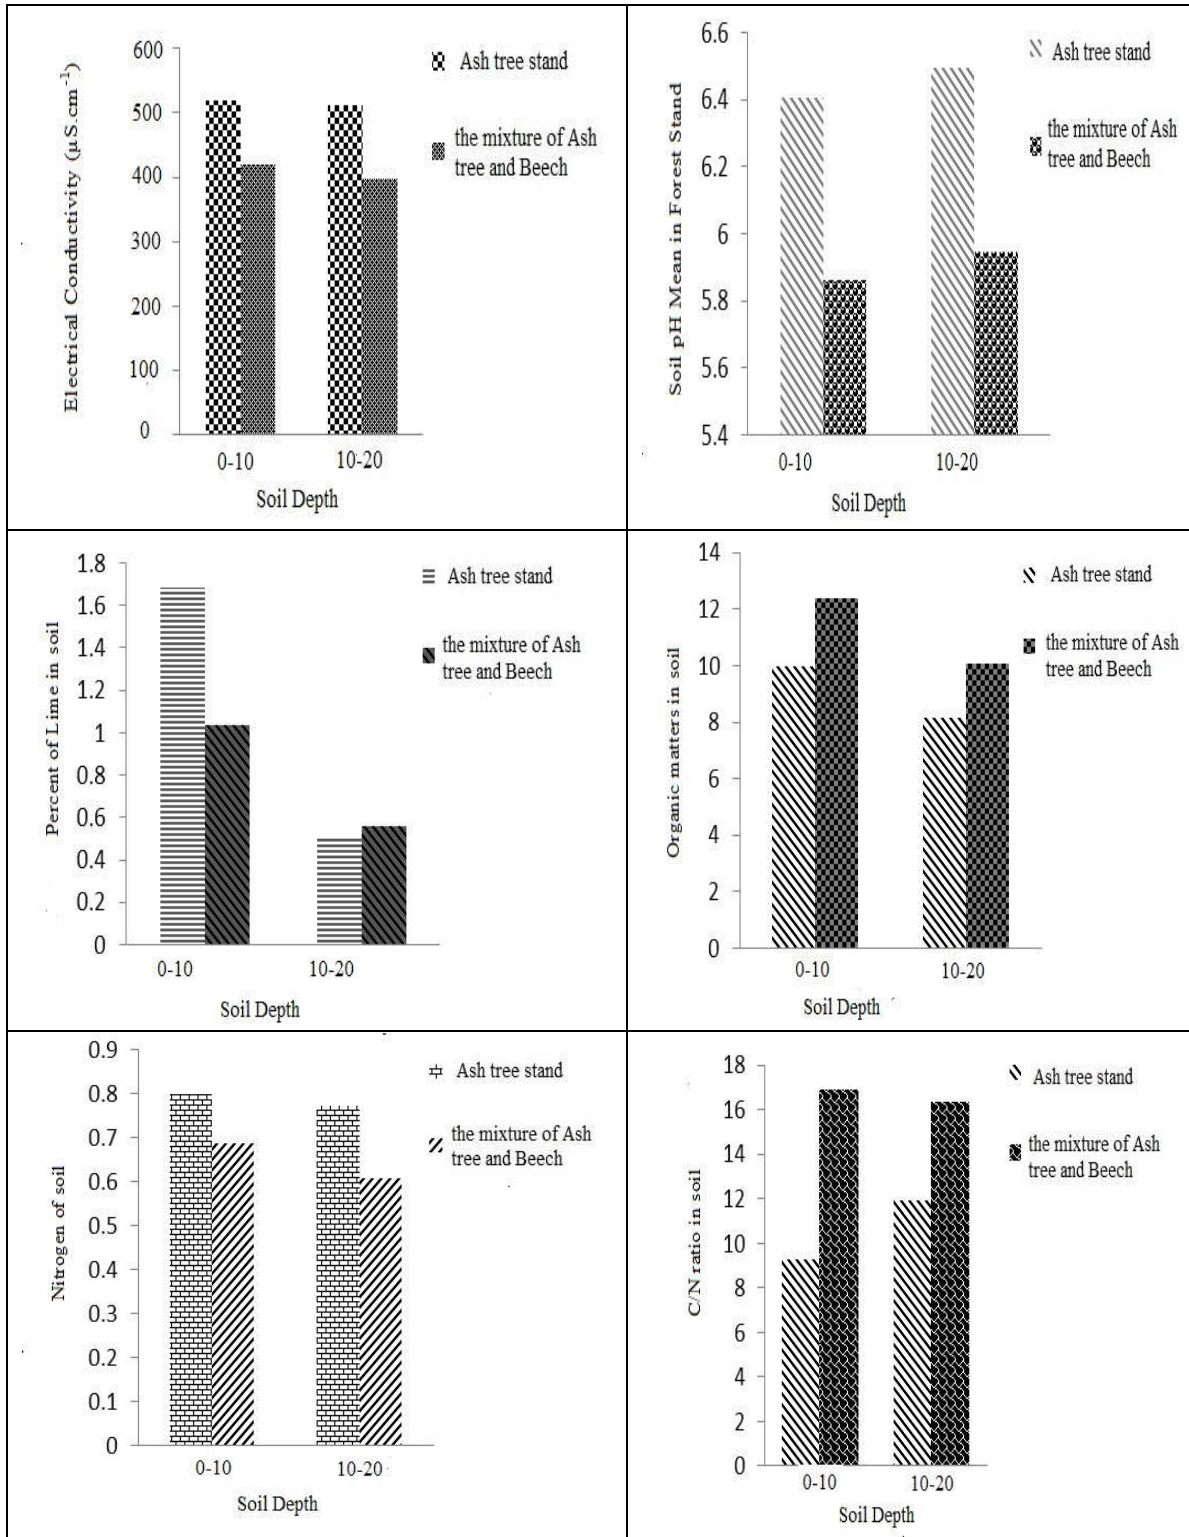 Electrical Conductivity (µS.cm⁻¹)
600
500
400
300
200
100
0
0-10
10-20
Soil Depth
Ash tree stand
the mixture of Ash
tree and Beech
Soil pH Mean in Forest Stand
6.6
6.4
6.2
6
5.8
5.6
5.4
0-10
10-20
Soil Depth
Ash tree stand
the mixture of Ash
tree and Beech
Percent of Lime in soil
1.8
1.6
1.4
1.2
1
0.8
0.6
0.4
0.2
0
0-10
10-20
Soil Depth
Ash tree stand
the mixture of Ash
tree and Beech
Organic matters in soil
14
12
10
8
6
4
2
0
0-10
10-20
Soil Depth
Ash tree stand
the mixture of Ash
tree and Beech
Nitrogen of soil
0.9
0.8
0.7
0.6
0.5
0.4
0.3
0.2
0.1
0
0-10
10-20
Soil Depth
Ash tree stand
the mixture of Ash
tree and Beech
C/N ratio in soil
18
16
14
12
10
8
6
4
2
0
0-10
10-20
Soil Depth
Ash tree stand
the mixture of Ash
tree and Beech